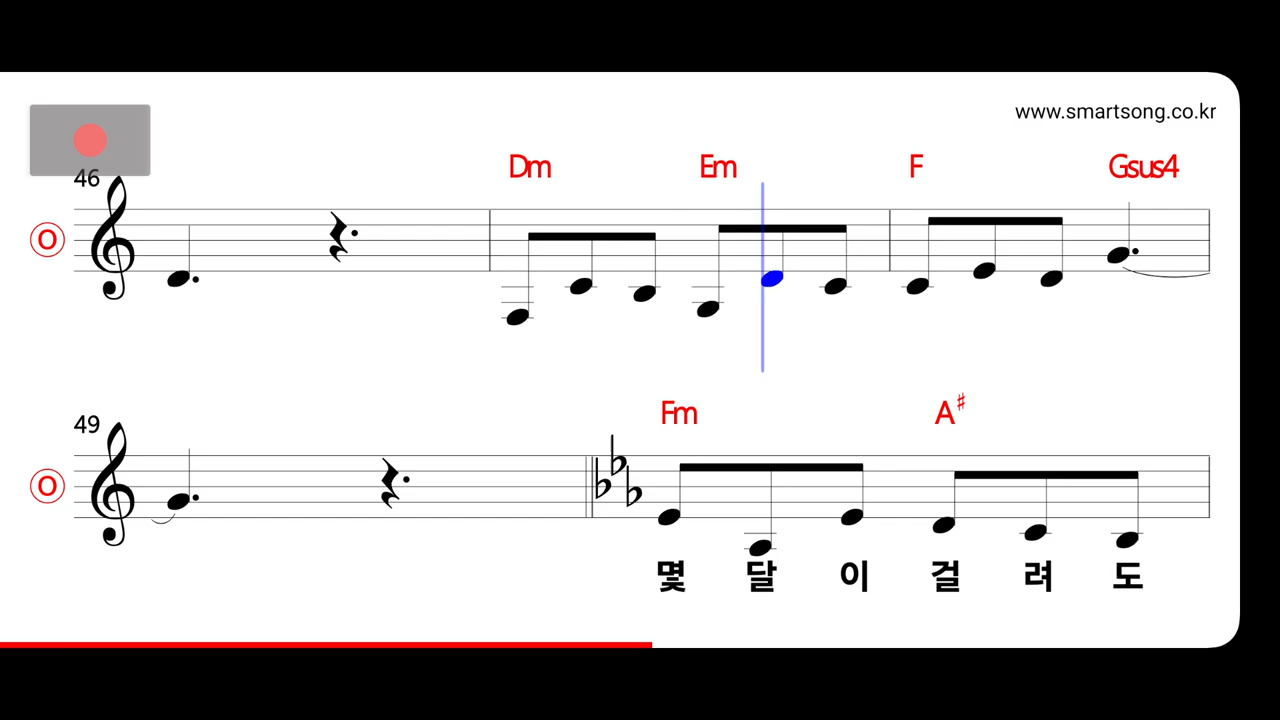 www.smartsong.co.kr
46
Dm Em F Gsus4
O
49
Fm A♯
O
몇 달 이 걸 려 도